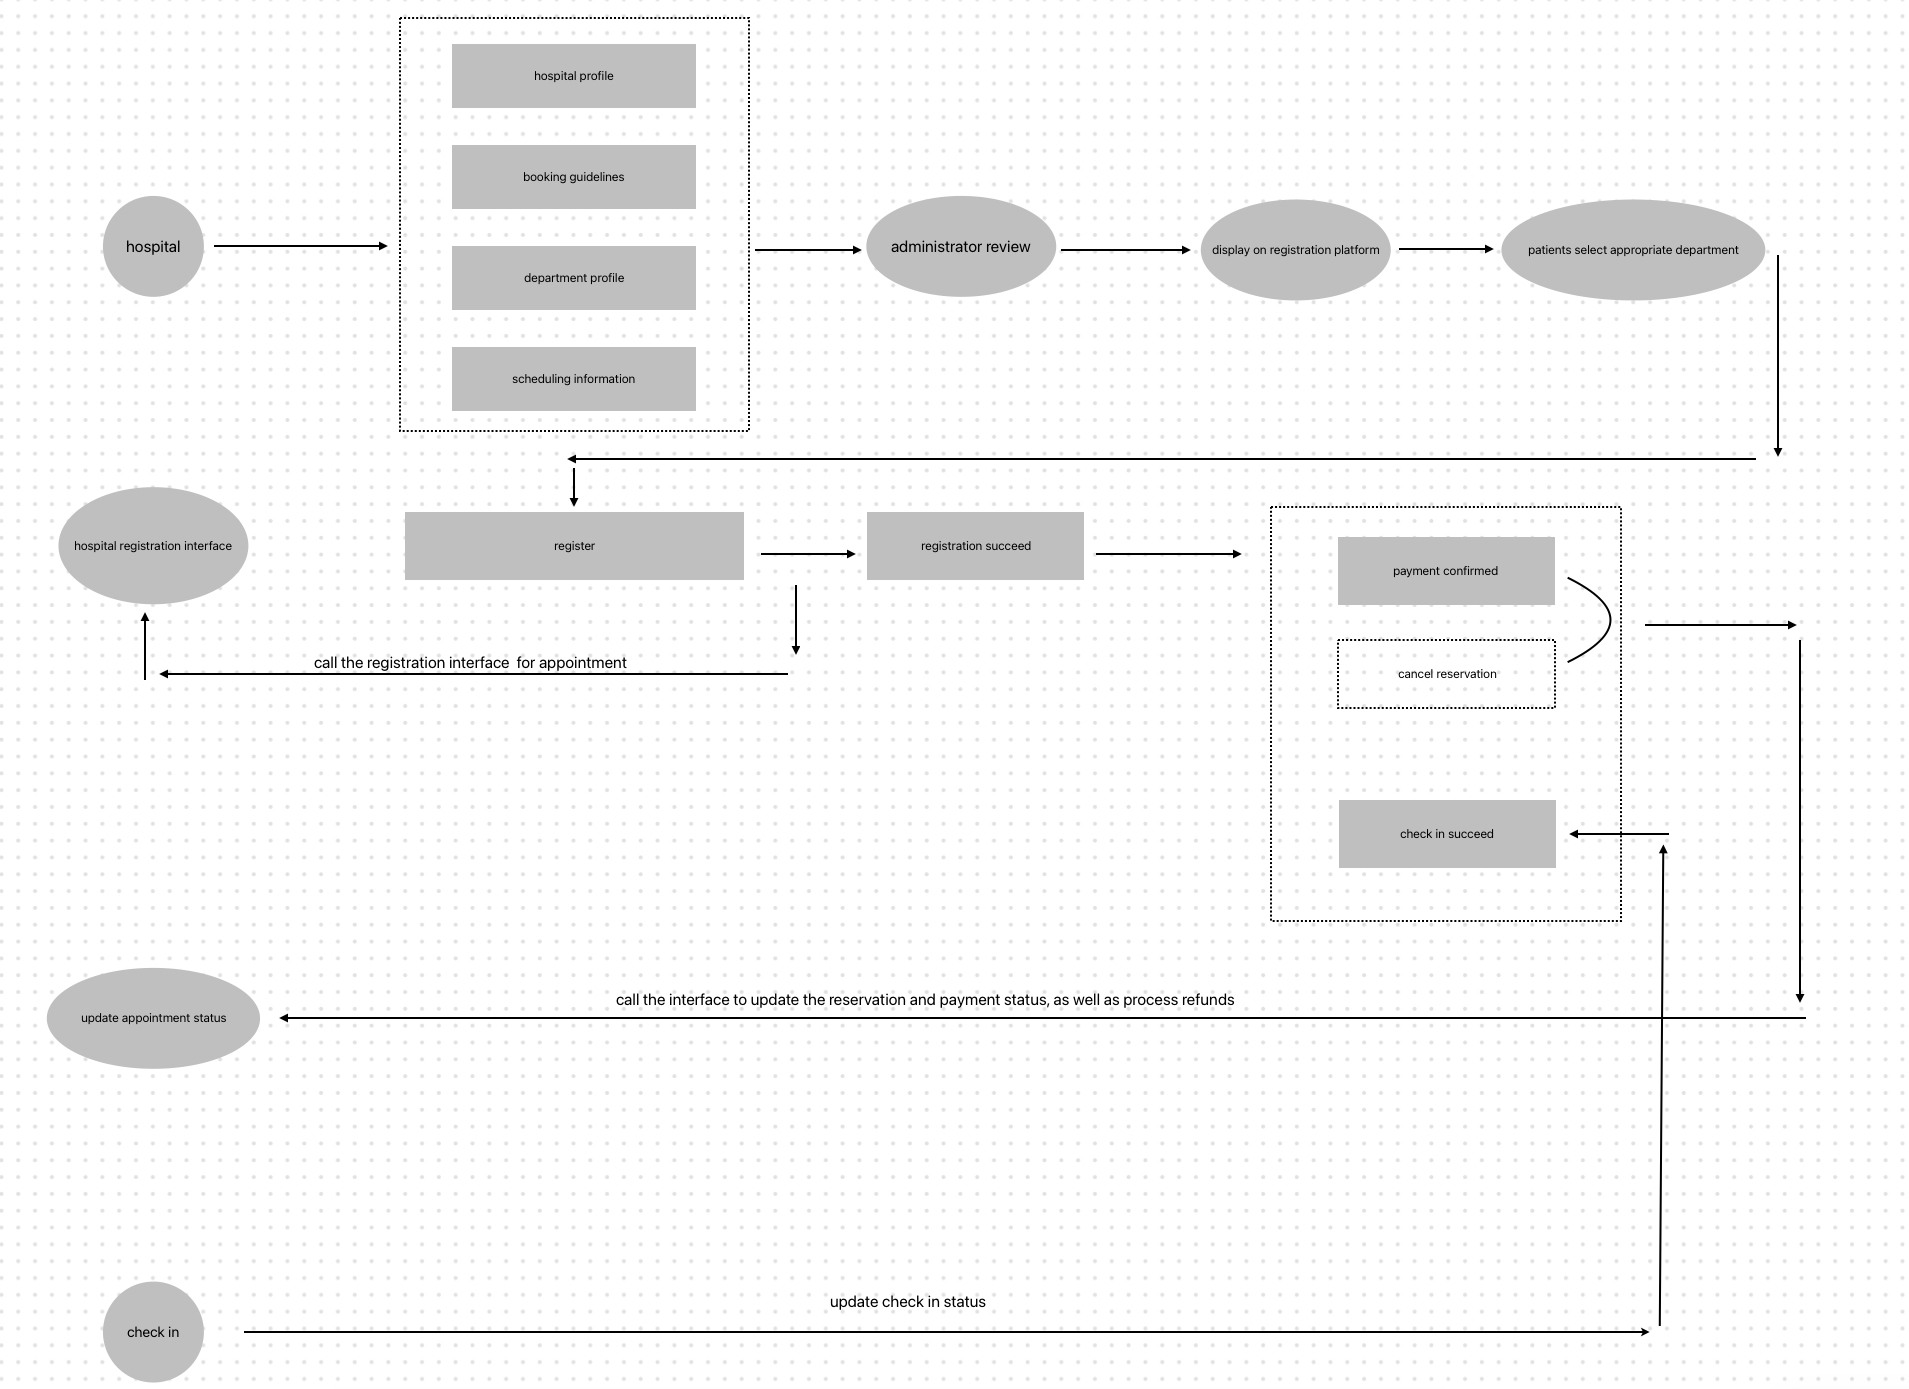 hospital profile
booking guidelines
hospital
administrator review
display on registration platform
patients select appropriate department
department profile
scheduling information
hospital registration interface
register
registration succeed
payment confirmed
call the registration interface  for appointment
cancel reservation
check in succeed
call the interface to update the reservation and payment status, as well as process refunds
update appointment status
update check in status
check in